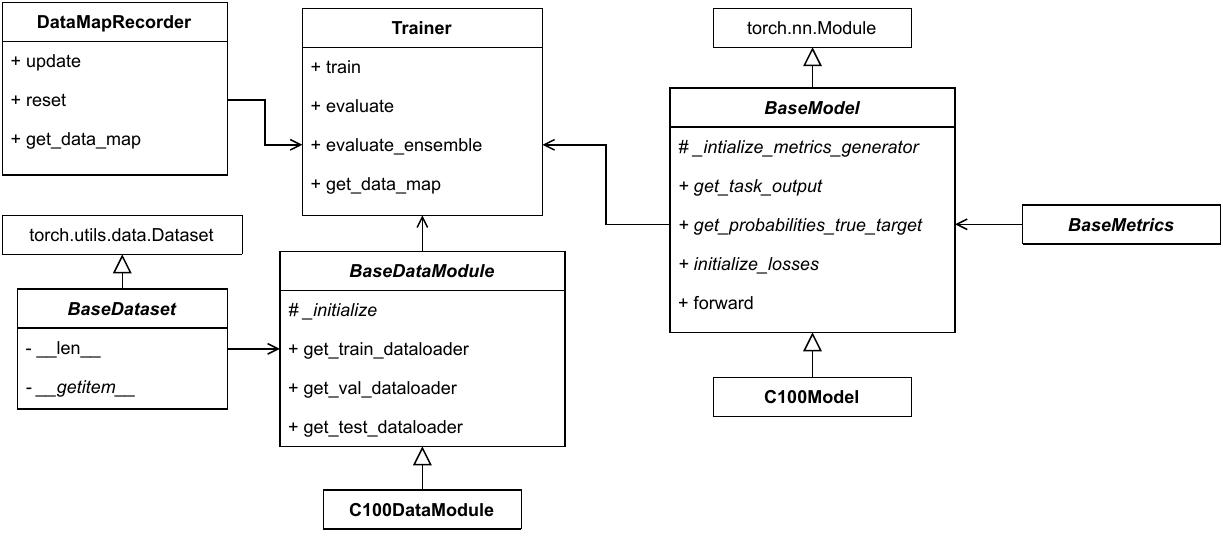 DataMapRecorder
+ update
+ reset
+ get_data_map
Trainer
+ train
+ evaluate
+ evaluate_ensemble
+ get_data_map
torch.nn.Module
BaseModel
# _intialize_metrics_generator
+ get_task_output
+ get_probabilities_true_target
+ initialize_losses
+ forward
BaseMetrics
torch.utils.data.Dataset
BaseDataset
- __len__
- __getitem__
BaseDataModule
# _initialize
+ get_train_dataloader
+ get_val_dataloader
+ get_test_dataloader
C100Model
C100DataModule